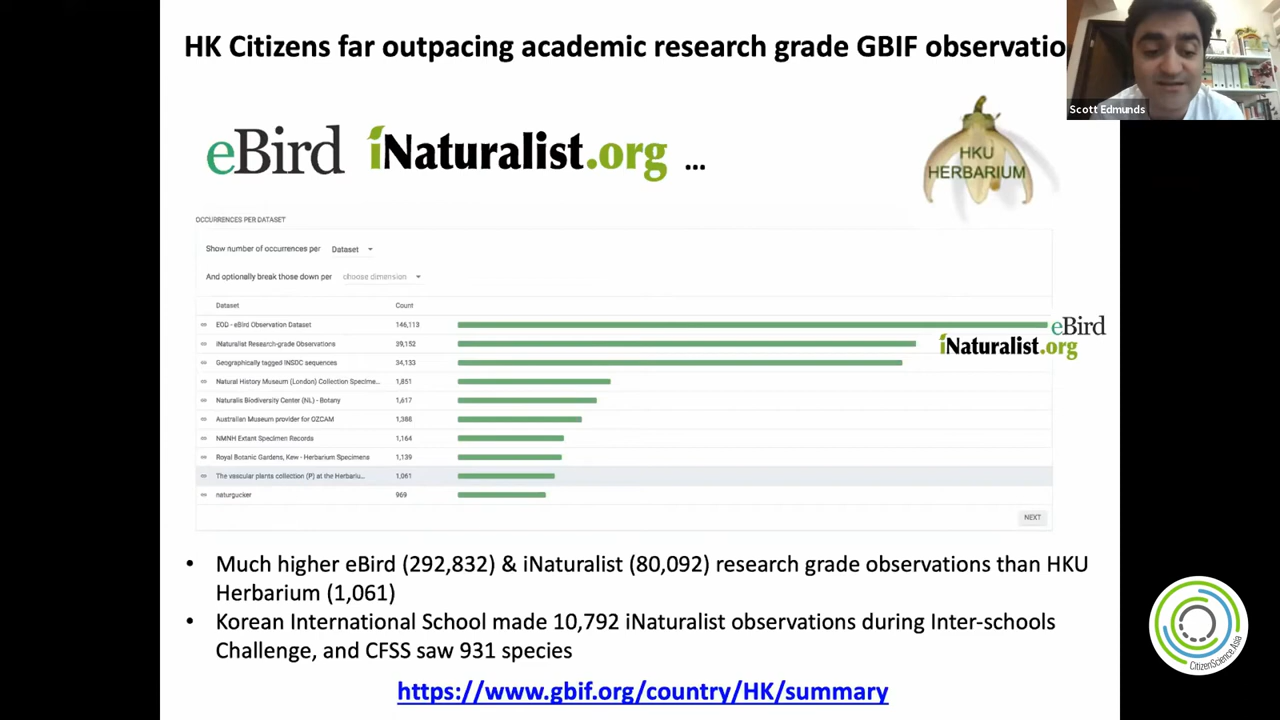 HK Citizens far outpacing academic research grade GBIF observatio
Scott Edmunds
eBird iNaturalist.org ...
HKU
HERBARIUM
OCCURRENCES PER DATASET
Show number of occurrences per Dataset
And optionally break those down per choose dimension
Dataset Count
EOD - eBird Observation Dataset 146,113
eBird
iNaturalist Research-grade Observations 39,152
iNaturalist.org
Geographically tagged INSDC sequences 34,133
Natural History Museum (London) Collection Specime... 1,851
Naturalis Biodiversity Center (NL) - Botany 1,617
Australian Museum provider for OZCAM 1,388
NMNH Extant Specimen Records 1,164
Royal Botanic Gardens, Kew - Herbarium Specimens 1,139
The vascular plants collection (P) at the Herbariu... 1,061
naturgucker 969
NEXT
• Much higher eBird (292,832) & iNaturalist (80,092) research grade observations than HKU
Herbarium (1,061)
• Korean International School made 10,792 iNaturalist observations during Inter-schools
Challenge, and CFSS saw 931 species
https://www.gbif.org/country/HK/summary
CitizenScience.Asia